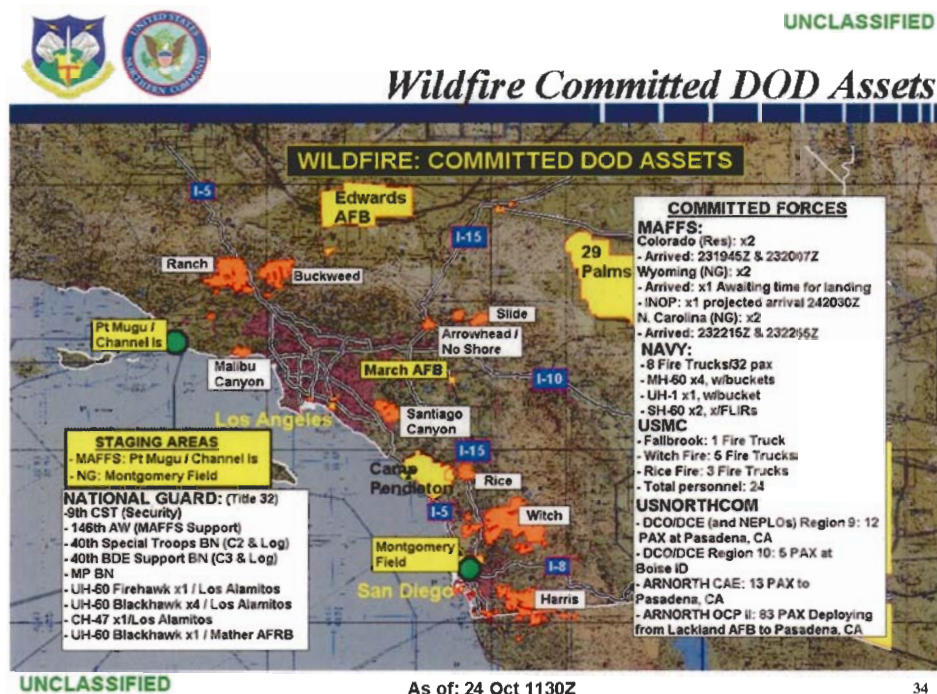 UNCLASSIFIED
UNITED STATES
NORTHERN COMMAND
Wildfire Committed DOD Assets
WILDFIRE: COMMITTED DOD ASSETS
I-5
Edwards
AFB
I-15
29
Palms
Ranch
Buckweed
Slide
Arrowhead /
No Shore
Pt Mugu /
Channel Is
Malibu
Canyon
March AFB
I-10
Los Angeles
Santiago
Canyon
I-15
Camp
Pendleton
Rice
I-5
Witch
Montgomery
Field
I-8
San Diego
Harris
STAGING AREAS
- MAFFS: Pt Mugu / Channel Is
- NG: Montgomery Field
NATIONAL GUARD: (Title 32)
-9th CST (Security)
- 146th AW (MAFFS Support)
- 40th Special Troops BN (C2 & Log)
- 40th BDE Support BN (C3 & Log)
- MP BN
- UH-60 Firehawk x1 / Los Alamitos
- UH-60 Blackhawk x4 / Los Alamitos
- CH-47 x1/Los Alamitos
- UH-60 Blackhawk x1 / Mather AFRB
COMMITTED FORCES
MAFFS:
Colorado (Res): x2
- Arrived: 231945Z & 232007Z
Wyoming (NG): x2
- Arrived: x1 Awaiting time for landing
- INOP: x1 projected arrival 242030Z
N. Carolina (NG): x2
- Arrived: 232215Z & 232255Z
NAVY:
- 8 Fire Trucks/32 pax
- MH-60 x4, w/buckets
- UH-1 x1, w/bucket
- SH-60 x2, x/FLIRs
USMC
- Fallbrook: 1 Fire Truck
- Witch Fire: 5 Fire Trucks
- Rice Fire: 3 Fire Trucks
- Total personnel: 24
USNORTHCOM
- DCO/DCE (and NEPLOs) Region 9: 12
PAX at Pasadena, CA
- DCO/DCE Region 10: 5 PAX at
Boise ID
- ARNORTH CAE: 13 PAX to
Pasadena, CA
- ARNORTH OCP II: 83 PAX Deploying
from Lackland AFB to Pasadena, CA
UNCLASSIFIED
As of: 24 Oct 1130Z
34